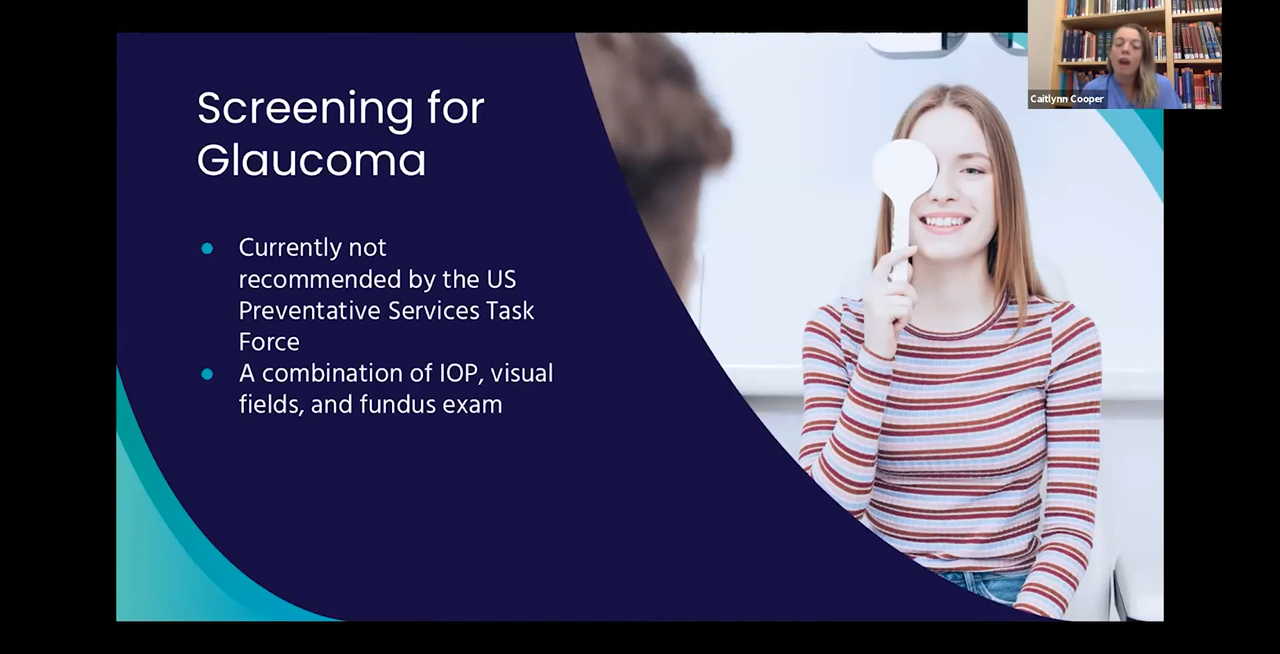 Caitlynn Cooper
Screening for
Glaucoma
Currently not
recommended by the US
Preventative Services Task
Force
A combination of IOP, visual
fields, and fundus exam